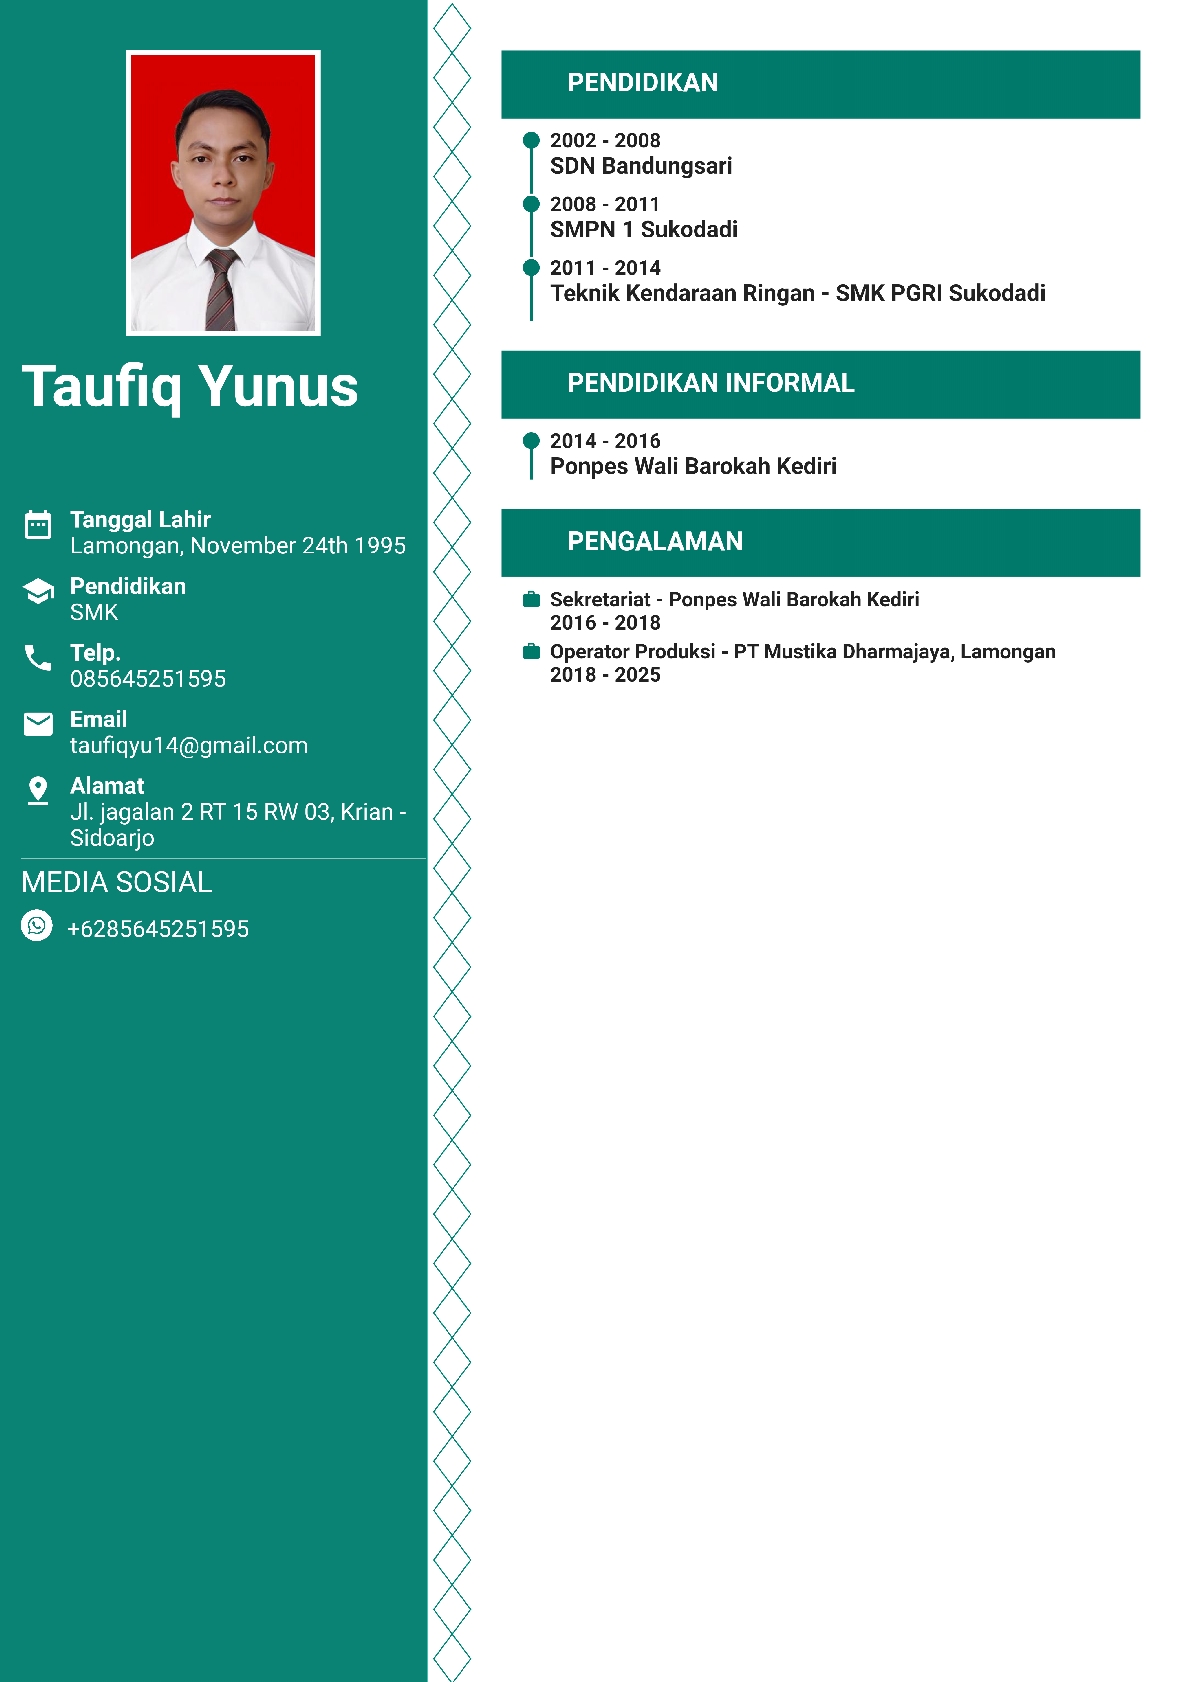 Taufiq Yunus
Tanggal Lahir
Lamongan, November 24th 1995
Pendidikan
SMK
Telp.
085645251595
Email
taufiqyu14@gmail.com
Alamat
Jl. jagalan 2 RT 15 RW 03, Krian -
Sidoarjo
MEDIA SOSIAL
+6285645251595
PENDIDIKAN
2002 - 2008
SDN Bandungsari
2008 - 2011
SMPN 1 Sukodadi
2011 - 2014
Teknik Kendaraan Ringan - SMK PGRI Sukodadi
PENDIDIKAN INFORMAL
2014 - 2016
Ponpes Wali Barokah Kediri
PENGALAMAN
Sekretariat - Ponpes Wali Barokah Kediri
2016 - 2018
Operator Produksi - PT Mustika Dharmajaya, Lamongan
2018 - 2025